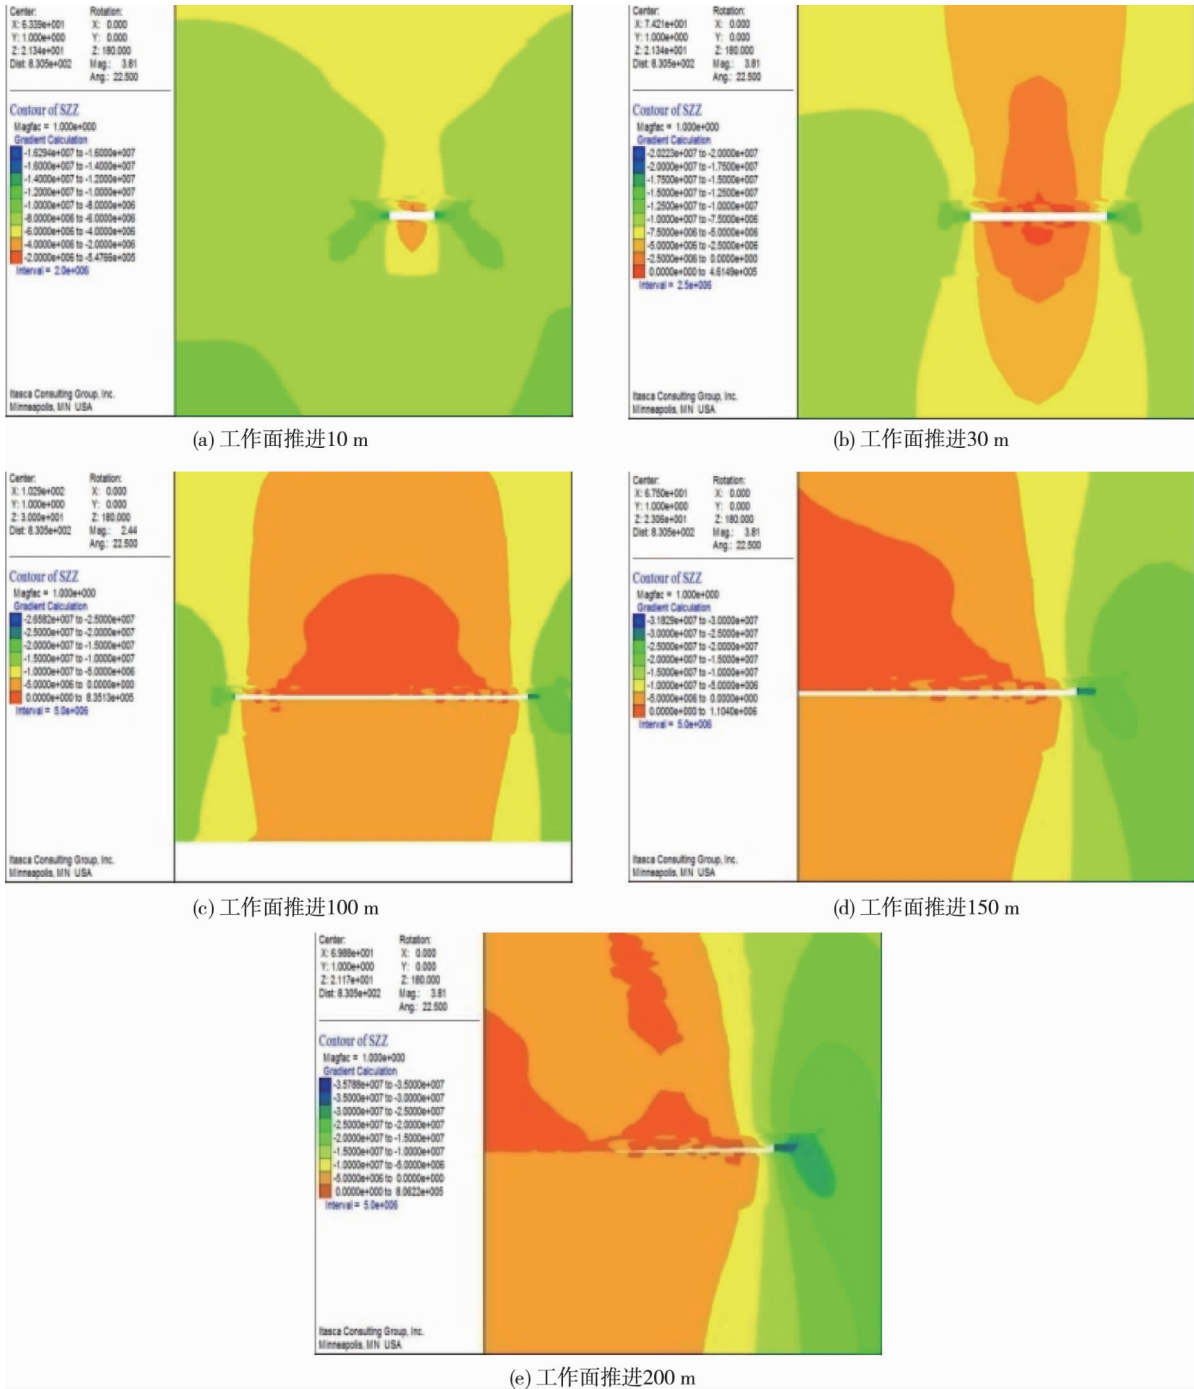 Center: Rotation:
X: 6.339e+001 X: 0.000
Y: 1.000e+000 Y: 0.000
Z: 2.134e+001 Z: 180.000
Dist: 8.305e+002 Mag.: 3.81
Ang.: 22.500
Contour of SZZ
Magfac = 1.000e+000
Gradient Calculation
-1.6294e+007 to -1.6000e+007
-1.6000e+007 to -1.4000e+007
-1.4000e+007 to -1.2000e+007
-1.2000e+007 to -1.0000e+007
-1.0000e+007 to -8.0000e+006
-8.0000e+006 to -6.0000e+006
-6.0000e+006 to -4.0000e+006
-4.0000e+006 to -2.0000e+006
-2.0000e+006 to -5.4766e+005
Interval = 2.0e+006
Itasca Consulting Group, Inc.
Minneapolis, MN USA
(a) 工作面推进10 m
Center: Rotation:
X: 7.421e+001 X: 0.000
Y: 1.000e+000 Y: 0.000
Z: 2.134e+001 Z: 180.000
Dist: 8.305e+002 Mag.: 3.81
Ang.: 22.500
Contour of SZZ
Magfac = 1.000e+000
Gradient Calculation
-2.0223e+007 to -2.0000e+007
-2.0000e+007 to -1.7500e+007
-1.7500e+007 to -1.5000e+007
-1.5000e+007 to -1.2500e+007
-1.2500e+007 to -1.0000e+007
-1.0000e+007 to -7.5000e+006
-7.5000e+006 to -5.0000e+006
-5.0000e+006 to -2.5000e+006
-2.5000e+006 to 0.0000e+000
0.0000e+000 to 4.6149e+005
Interval = 2.5e+006
Itasca Consulting Group, Inc.
Minneapolis, MN USA
(b) 工作面推进30 m
Center: Rotation:
X: 1.029e+002 X: 0.000
Y: 1.000e+000 Y: 0.000
Z: 3.000e+001 Z: 180.000
Dist: 8.305e+002 Mag.: 2.44
Ang.: 22.500
Contour of SZZ
Magfac = 1.000e+000
Gradient Calculation
-2.6582e+007 to -2.5000e+007
-2.5000e+007 to -2.0000e+007
-2.0000e+007 to -1.5000e+007
-1.5000e+007 to -1.0000e+007
-1.0000e+007 to -5.0000e+006
-5.0000e+006 to 0.0000e+000
0.0000e+000 to 8.3513e+005
Interval = 5.0e+006
Itasca Consulting Group, Inc.
Minneapolis, MN USA
(c) 工作面推进100 m
Center: Rotation:
X: 6.750e+001 X: 0.000
Y: 1.000e+000 Y: 0.000
Z: 2.306e+001 Z: 180.000
Dist: 8.305e+002 Mag.: 3.81
Ang.: 22.500
Contour of SZZ
Magfac = 1.000e+000
Gradient Calculation
-3.1829e+007 to -3.0000e+007
-3.0000e+007 to -2.5000e+007
-2.5000e+007 to -2.0000e+007
-2.0000e+007 to -1.5000e+007
-1.5000e+007 to -1.0000e+007
-1.0000e+007 to -5.0000e+006
-5.0000e+006 to 0.0000e+000
0.0000e+000 to 1.1040e+006
Interval = 5.0e+006
Itasca Consulting Group, Inc.
Minneapolis, MN USA
(d) 工作面推进150 m
Center: Rotation:
X: 6.988e+001 X: 0.000
Y: 1.000e+000 Y: 0.000
Z: 2.117e+001 Z: 180.000
Dist: 8.305e+002 Mag.: 3.81
Ang.: 22.500
Contour of SZZ
Magfac = 1.000e+000
Gradient Calculation
-3.5788e+007 to -3.5000e+007
-3.5000e+007 to -3.0000e+007
-3.0000e+007 to -2.5000e+007
-2.5000e+007 to -2.0000e+007
-2.0000e+007 to -1.5000e+007
-1.5000e+007 to -1.0000e+007
-1.0000e+007 to -5.0000e+006
-5.0000e+006 to 0.0000e+000
0.0000e+000 to 8.0622e+005
Interval = 5.0e+006
Itasca Consulting Group, Inc.
Minneapolis, MN USA
(e) 工作面推进200 m